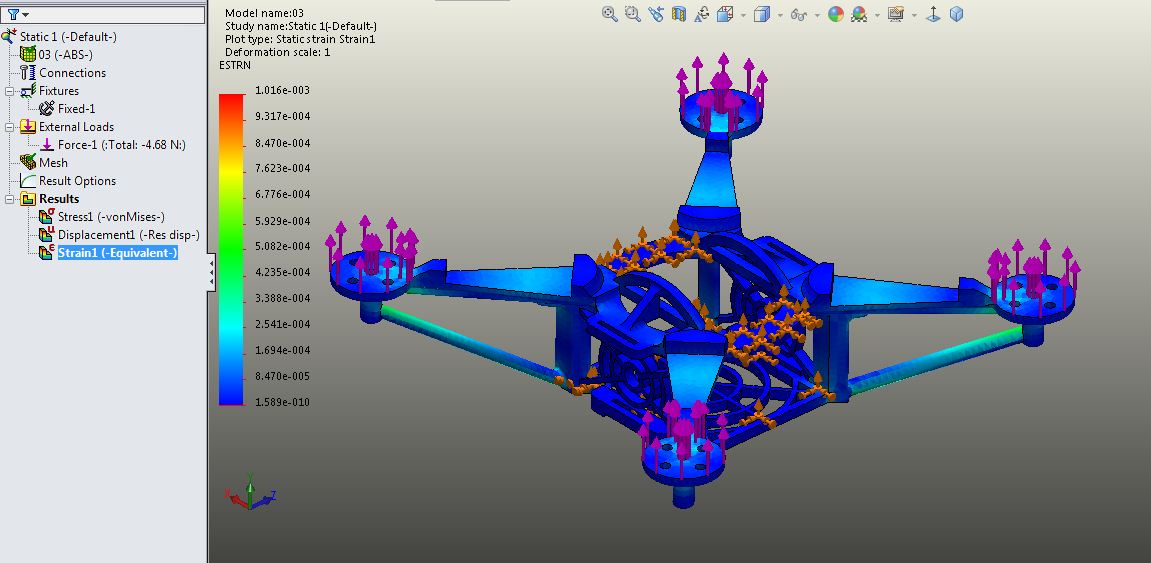 Static 1 (-Default-)
03 (-ABS-)
Connections
Fixtures
Fixed-1
External Loads
Force-1 (:Total: -4.68 N:)
Mesh
Result Options
Results
Stress1 (-vonMises-)
Displacement1 (-Res disp-)
Strain1 (-Equivalent-)
Model name:03
Study name:Static 1(-Default-)
Plot type: Static strain Strain1
Deformation scale: 1
ESTRN
1.016e-003
9.317e-004
8.470e-004
7.623e-004
6.776e-004
5.929e-004
5.082e-004
4.235e-004
3.388e-004
2.541e-004
1.694e-004
8.470e-005
1.589e-010
Y
X
Z